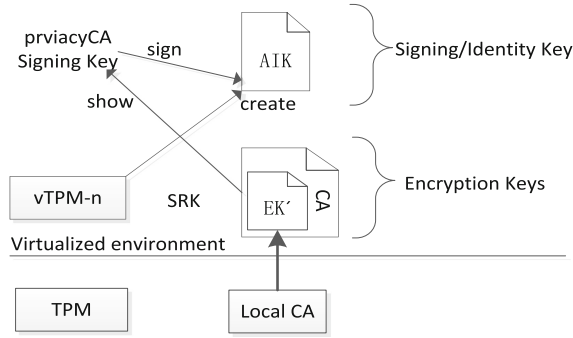 prviacyCA
Signing Key
sign
AIK
Signing/Identity Key
show
create
vTPM-n
SRK
EK′
CA
Encryption Keys
Virtualized environment
TPM
Local CA